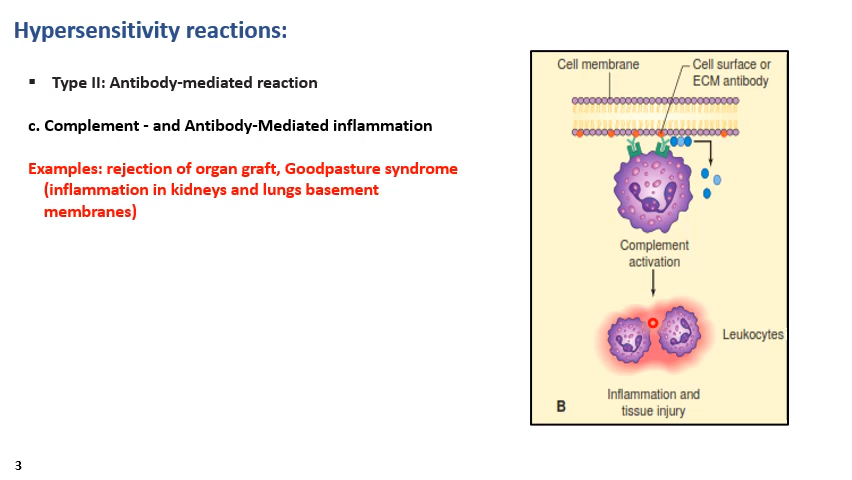 Hypersensitivity reactions:
▪ Type II: Antibody-mediated reaction
c. Complement - and Antibody-Mediated inflammation
Examples: rejection of organ graft, Goodpasture syndrome
(inflammation in kidneys and lungs basement
membranes)
Cell membrane
Cell surface or
ECM antibody
Complement
activation
Leukocytes
Inflammation and
tissue injury
B
3